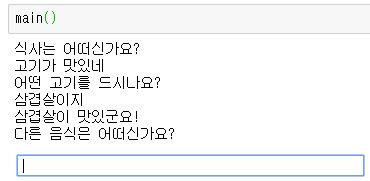 main()
식사는 어떠신가요?
고기가 맛있네
어떤 고기를 드시나요?
삼겹살이지
삼겹살이 맛있군요!
다른 음식은 어떠신가요?